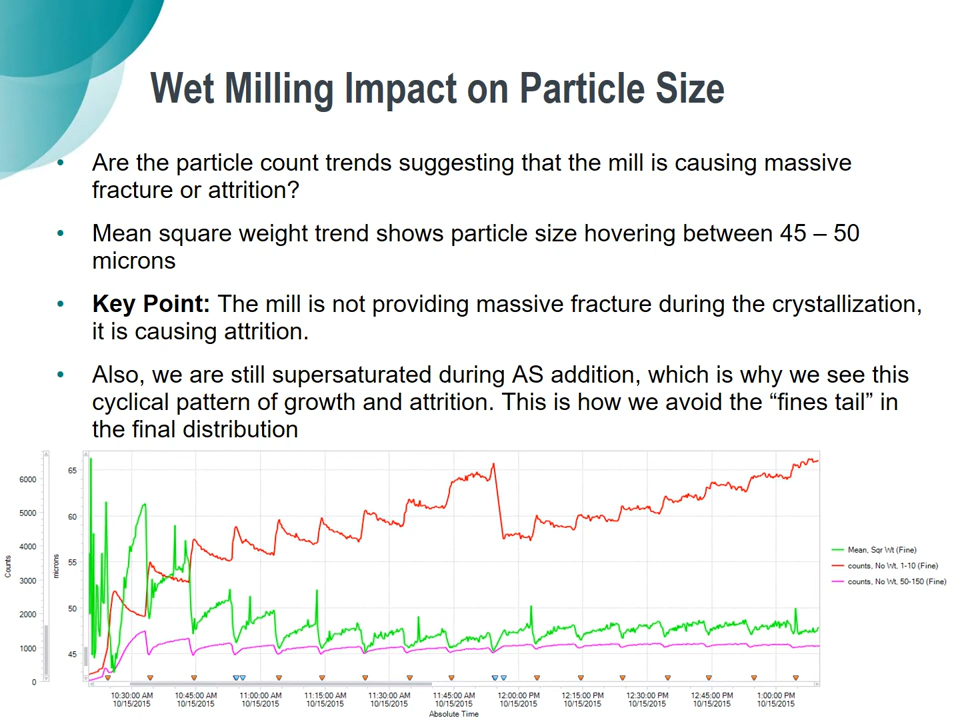 Wet Milling Impact on Particle Size
• Are the particle count trends suggesting that the mill is causing massive
fracture or attrition?
• Mean square weight trend shows particle size hovering between 45 – 50
microns
• Key Point: The mill is not providing massive fracture during the crystallization,
it is causing attrition.
• Also, we are still supersaturated during AS addition, which is why we see this
cyclical pattern of growth and attrition. This is how we avoid the “fines tail” in
the final distribution
Counts
6000
5000
4000
3000
2000
1000
0
microns
65
60
55
50
45
Mean, Sqr Wt (Fine)
counts, No Wt, 1-10 (Fine)
counts, No Wt, 50-150 (Fine)
10:30:00 AM 10:45:00 AM 11:00:00 AM 11:15:00 AM 11:30:00 AM 11:45:00 AM 12:00:00 PM 12:15:00 PM 12:30:00 PM 12:45:00 PM 1:00:00 PM
10/15/2015 10/15/2015 10/15/2015 10/15/2015 10/15/2015 10/15/2015 10/15/2015 10/15/2015 10/15/2015 10/15/2015 10/15/2015
Absolute Time